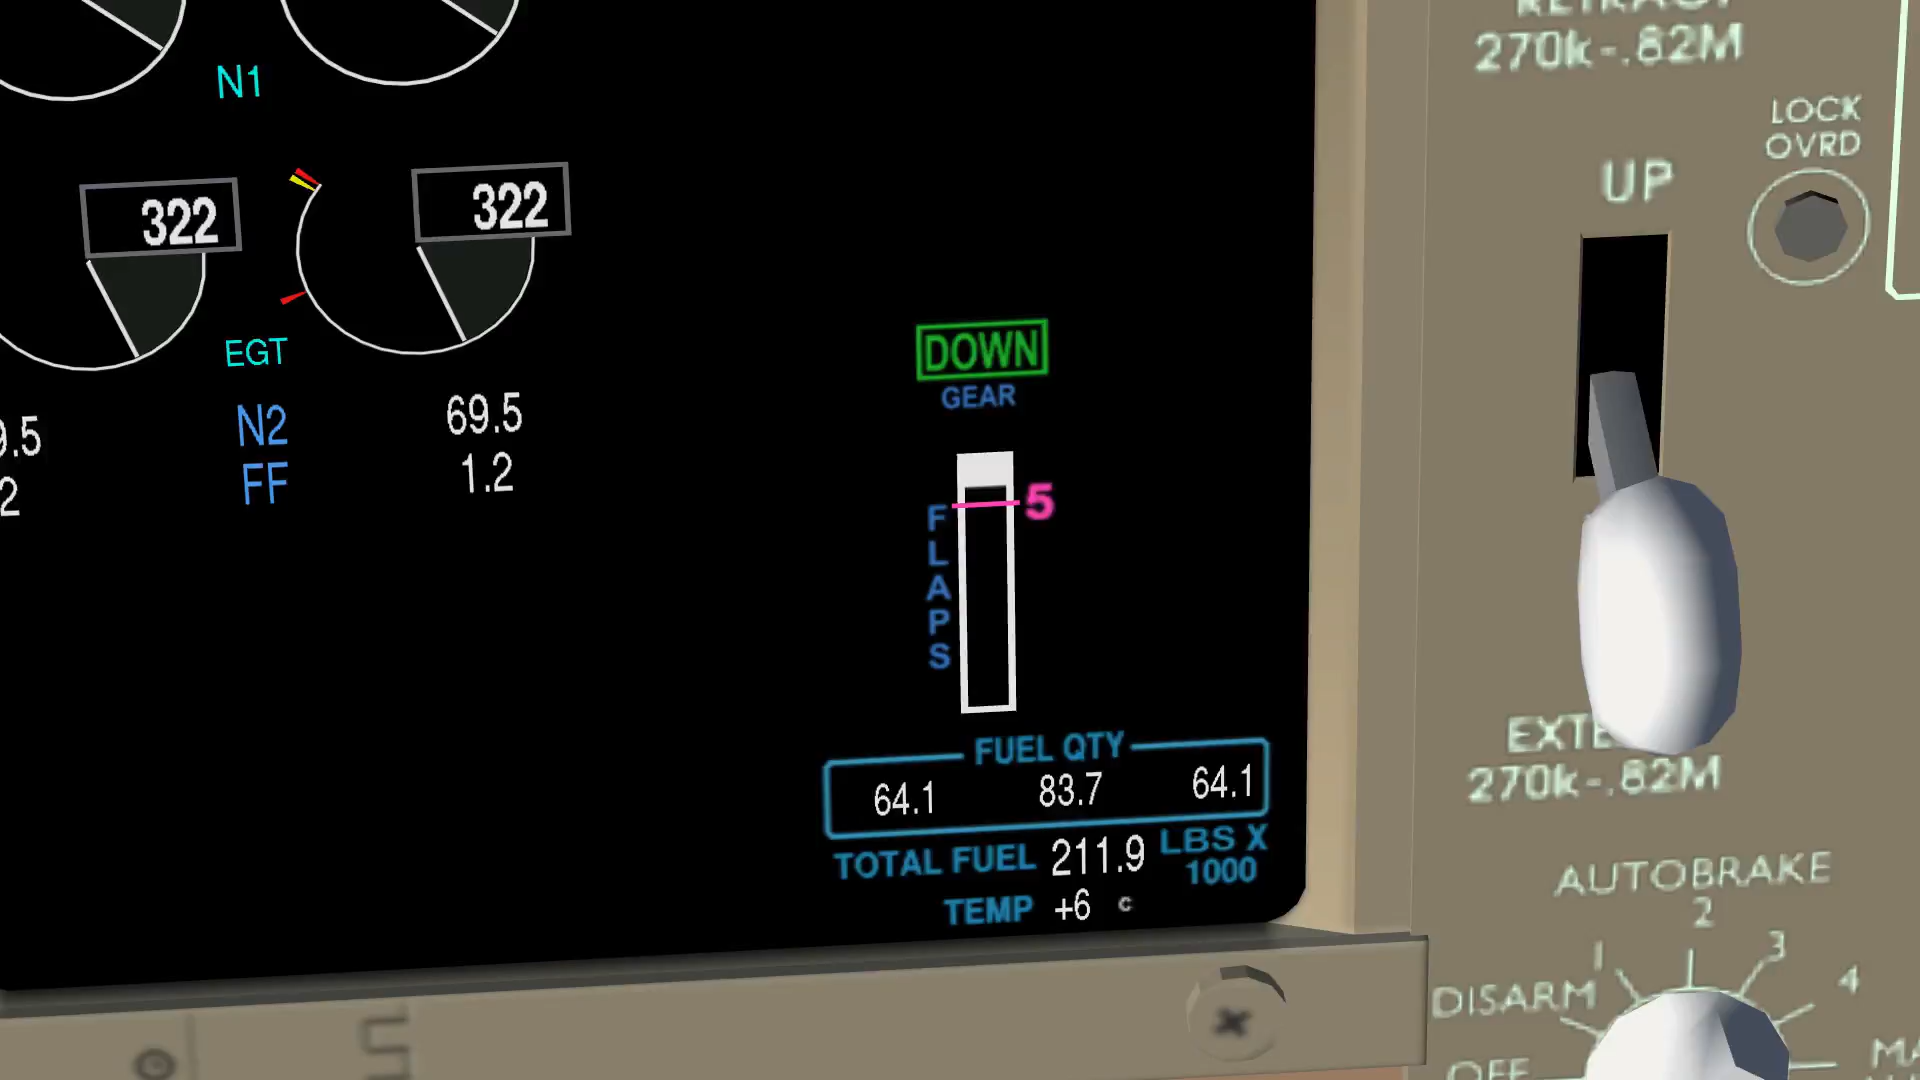 RETRACT
270k-.82M
LOCK
OVRD
UP
N1
322
322
EGT
DOWN
GEAR
N2
69.5
FF
1.2
5
FLAPS
FUEL QTY
64.1 83.7 64.1
TOTAL FUEL 211.9 LBS X
1000
TEMP +6 c
270k-.82M
AUTOBRAKE
1 2 3 4
DISARM
OFF